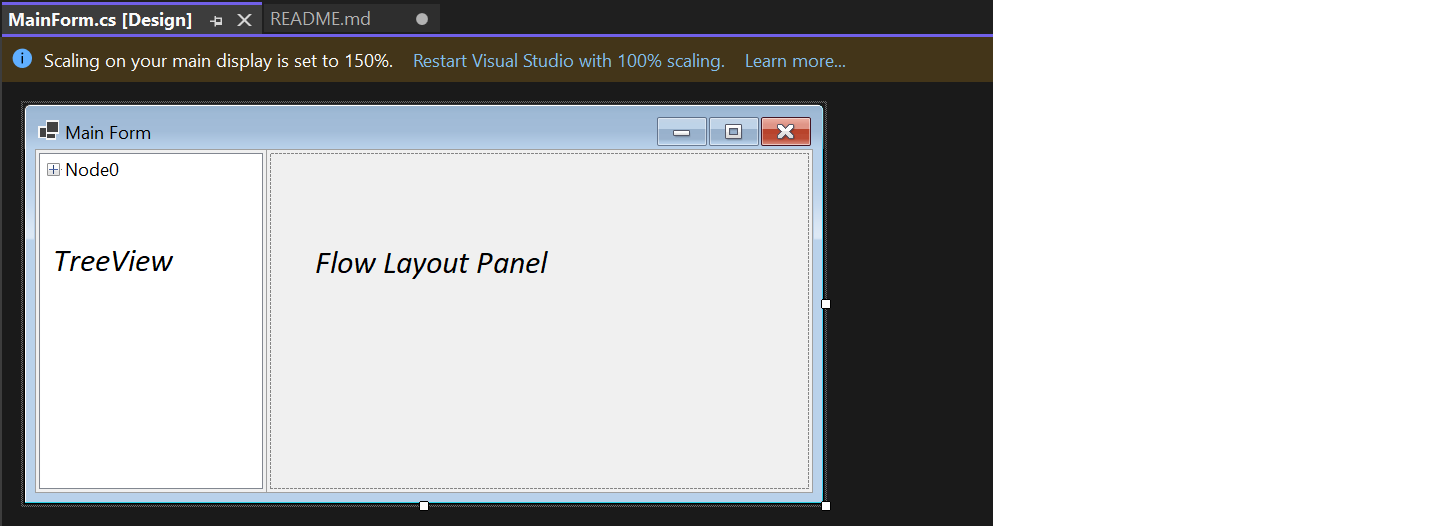 MainForm.cs [Design] README.md
Scaling on your main display is set to 150%. Restart Visual Studio with 100% scaling. Learn more...
Main Form
Node0
TreeView Flow Layout Panel